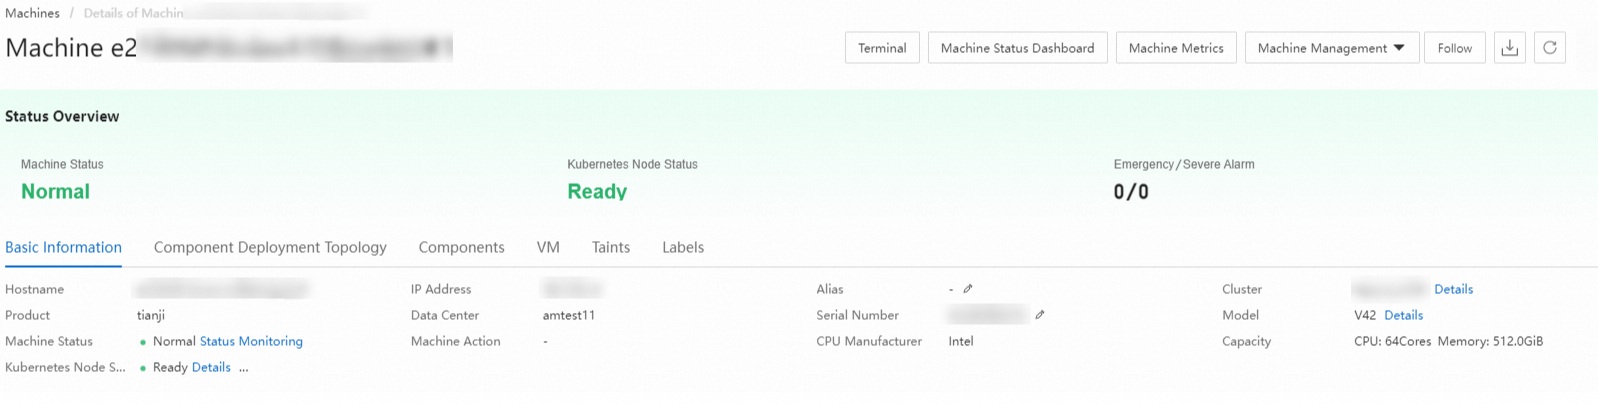 Machines / Details of Machin
Machine e2
Terminal
Machine Status Dashboard
Machine Metrics
Machine Management
Follow
Status Overview
Machine Status
Normal
Kubernetes Node Status
Ready
Emergency/Severe Alarm
0/0
Basic Information
Component Deployment Topology
Components
VM
Taints
Labels
Hostname
IP Address
Alias -
Cluster Details
Product tianji
Data Center amtest11
Serial Number
Model V42 Details
Machine Status Normal Status Monitoring
Machine Action -
CPU Manufacturer Intel
Capacity CPU: 64Cores Memory: 512.0GiB
Kubernetes Node S... Ready Details ...